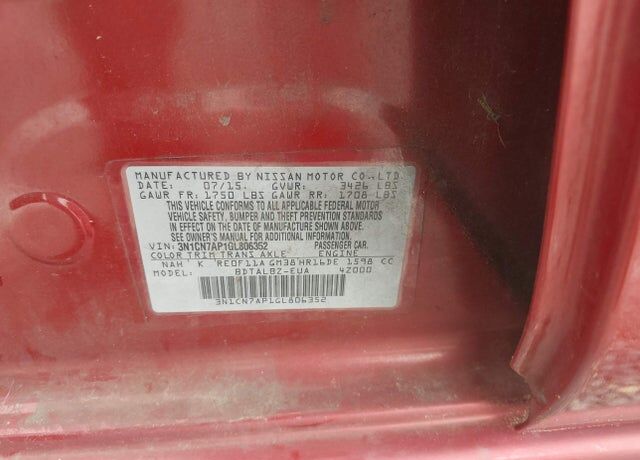 MANUFACTURED BY NISSAN MOTOR CO., LTD.
DATE: 07/15. GVWR: 3426 LBS
GAWR FR: 1750 LBS GAWR RR: 1708 LBS
THIS VEHICLE CONFORMS TO ALL APPLICABLE FEDERAL MOTOR
VEHICLE SAFETY, BUMPER AND THEFT PREVENTION STANDARDS
IN EFFECT ON THE DATE OF MANUFACTURE SHOWN ABOVE.
SEE OWNER'S MANUAL FOR ADDITIONAL INFORMATION.
VIN: 3N1CN7AP1GL806352 PASSENGER CAR.
COLOR TRIM TRANS AXLE ENGINE
MODEL NAH K RE0F11A GM38 HR16DE 1598 CC
BDTALBZ-EUA 4Z000
3N1CN7AP1GL806352